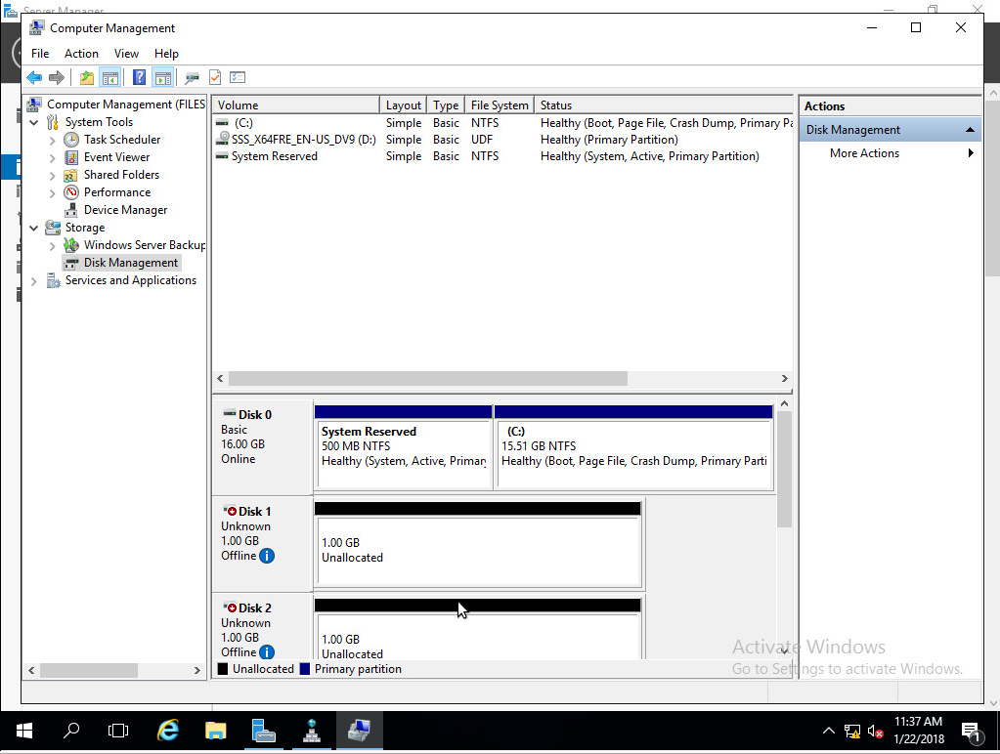 Server Manager
Computer Management
File Action View Help
Computer Management (FILES
System Tools
Task Scheduler
Event Viewer
Shared Folders
Performance
Device Manager
Storage
Windows Server Backup
Disk Management
Services and Applications
Volume Layout Type File System Status
(C:) Simple Basic NTFS Healthy (Boot, Page File, Crash Dump, Primary Pa
SSS_X64FRE_EN-US_DV9 (D:) Simple Basic UDF Healthy (Primary Partition)
System Reserved Simple Basic NTFS Healthy (System, Active, Primary Partition)
Disk 0
Basic
16.00 GB
Online
System Reserved
500 MB NTFS
Healthy (System, Active, Primar
(C:)
15.51 GB NTFS
Healthy (Boot, Page File, Crash Dump, Primary Parti
Disk 1
Unknown
1.00 GB
Offline
1.00 GB
Unallocated
Disk 2
Unknown
1.00 GB
Offline
1.00 GB
Unallocated
Unallocated Primary partition
Actions
Disk Management
More Actions
Activate Windows
Go to Settings to activate Windows.
11:37 AM
1/22/2018
1